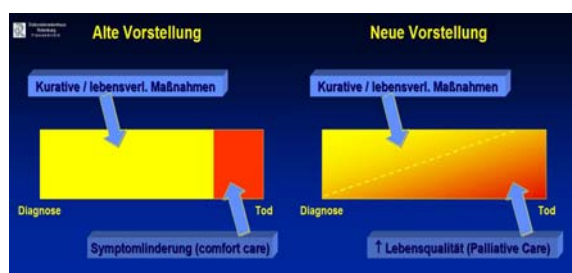 Diakonissenkrankenhaus
Alte Vorstellung
Kurative / lebensverl. Maßnahmen
Diagnose
Tod
Symptomlinderung (comfort care)
Neue Vorstellung
Kurative / lebensverl. Maßnahmen
Diagnose
Tod
↑ Lebensqualität (Palliative Care)